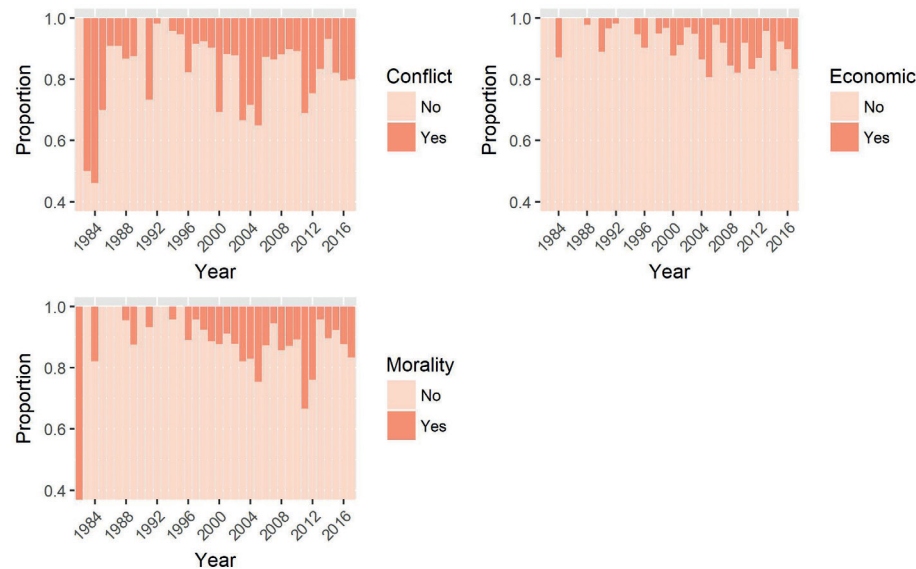 1.0
0.8
0.6
0.4
Proportion
1984
1988
1992
1996
2000
2004
2008
2012
2016
Year
Conflict
No
Yes
1.0
0.8
0.6
0.4
Proportion
1984
1988
1992
1996
2000
2004
2008
2012
2016
Year
Economic
No
Yes
1.0
0.8
0.6
0.4
Proportion
1984
1988
1992
1996
2000
2004
2008
2012
2016
Year
Morality
No
Yes